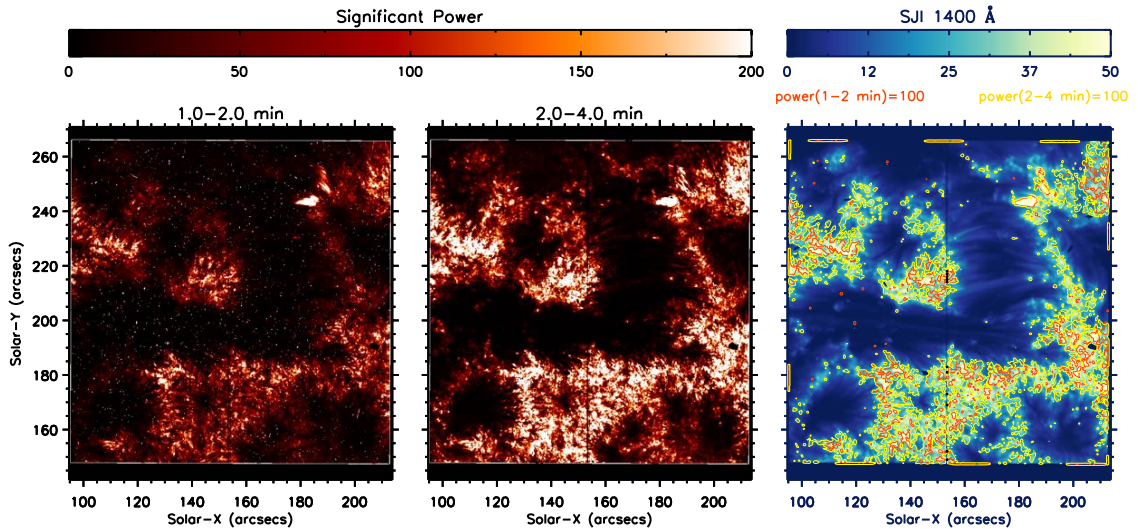 Significant Power
SJI 1400 Å
0 50 100 150 200
0 12 25 37 50
power(1-2 min)=100 power(2-4 min)=100
1.0-2.0 min
2.0-4.0 min
260
240
220
200
180
160
Solar-Y (arcsecs)
100 120 140 160 180 200
100 120 140 160 180 200
100 120 140 160 180 200
Solar-X (arcsecs)
Solar-X (arcsecs)
Solar-X (arcsecs)